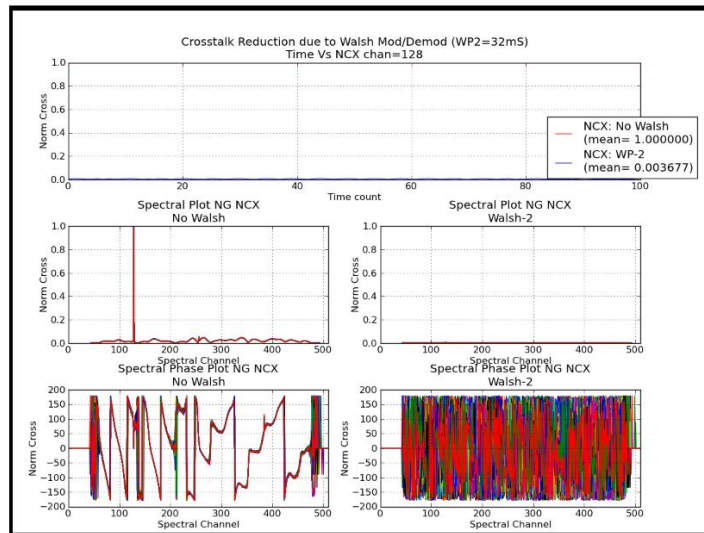 Crosstalk Reduction due to Walsh Mod/Demod (WP2=32mS)
Time Vs NCX chan=128
1.0
0.8
0.6
0.4
0.2
0.0
Norm Cross
0 20 40 60 80 100
Time count
NCX: No Walsh
(mean= 1.000000)
NCX: WP-2
(mean= 0.003677)
Spectral Plot NG NCX
No Walsh
1.0
0.8
0.6
0.4
0.2
0.0
Norm Cross
0 100 200 300 400 500
Spectral Channel
Spectral Plot NG NCX
Walsh-2
1.0
0.8
0.6
0.4
0.2
0.0
Norm Cross
0 100 200 300 400 500
Spectral Channel
Spectral Phase Plot NG NCX
No Walsh
200
150
100
50
0
−50
−100
−150
−200
Norm Cross
0 100 200 300 400 500
Spectral Channel
Spectral Phase Plot NG NCX
Walsh-2
200
150
100
50
0
−50
−100
−150
−200
Norm Cross
0 100 200 300 400 500
Spectral Channel